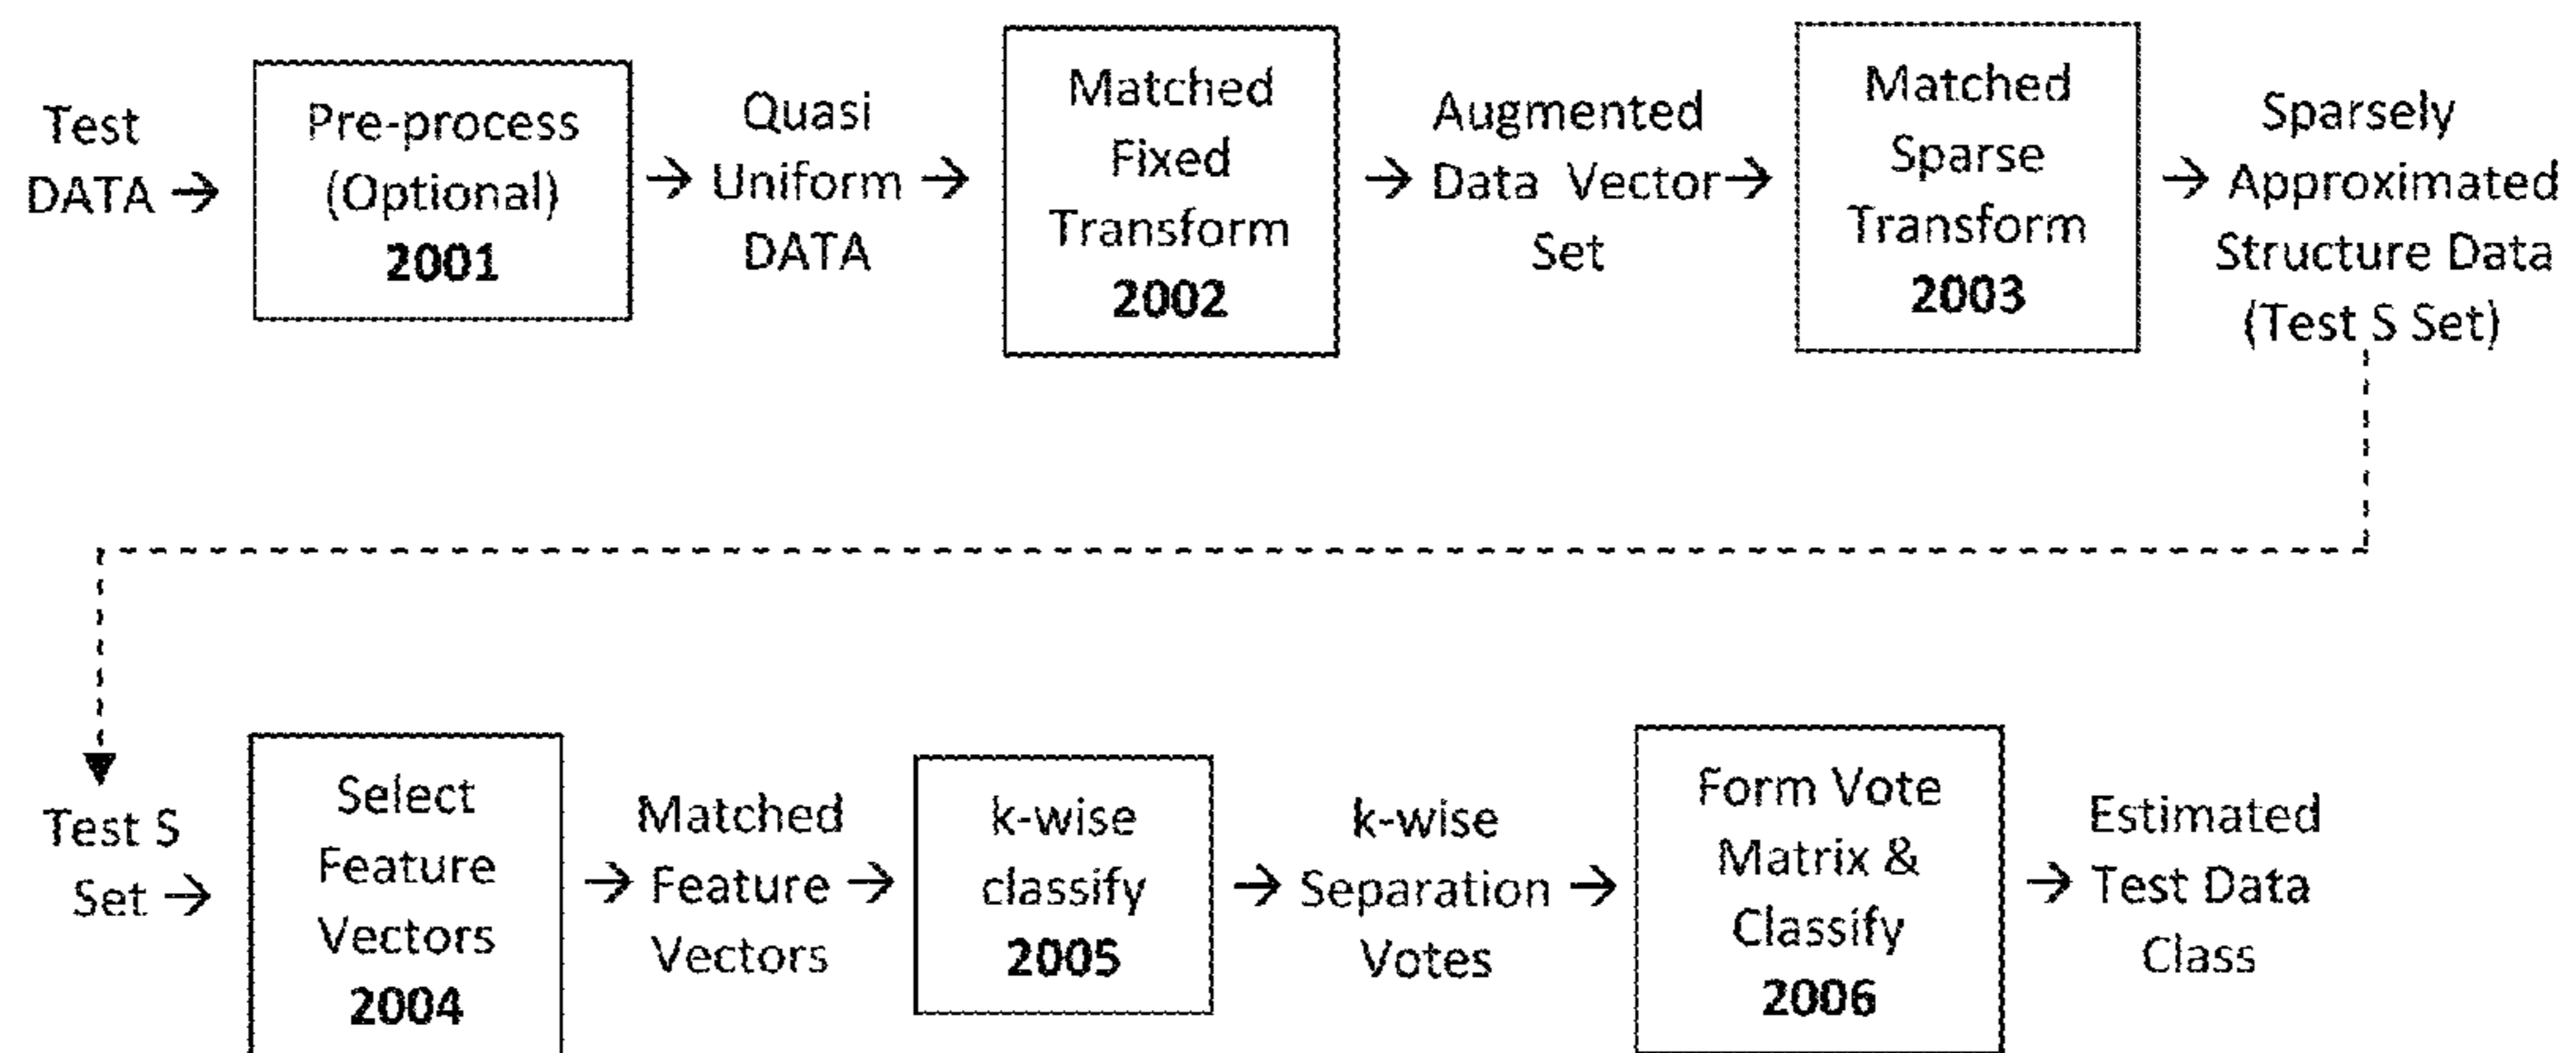 Test
DATA →
Pre-process
(Optional)
2001
→
Quasi
Uniform
DATA
→
Matched
Fixed
Transform
2002
→
Augmented
Data Vector
Set
→
Matched
Sparse
Transform
2003
→
Sparsely
Approximated
Structure Data
(Test S Set)
Test S
Set →
Select
Feature
Vectors
2004
→
Matched
Feature
Vectors
→
k-wise
classify
2005
→
k-wise
Separation
Votes
→
Form Vote
Matrix &
Classify
2006
→
Estimated
Test Data
Class